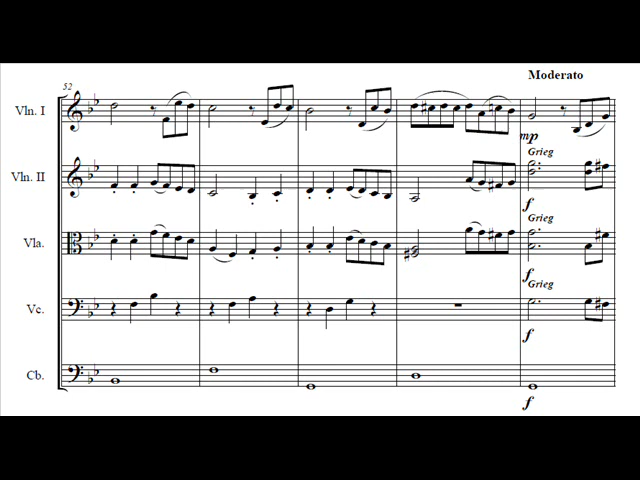 Moderato
52
Vln. I
mp
Vln. II
Grieg
f
Vla.
Grieg
f
Vc.
Grieg
f
Cb.
f